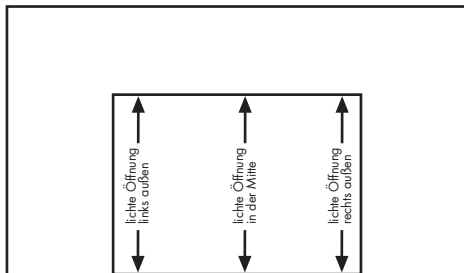 lichte Öffnung
links außen
lichte Öffnung
in der Mitte
lichte Öffnung
rechts außen